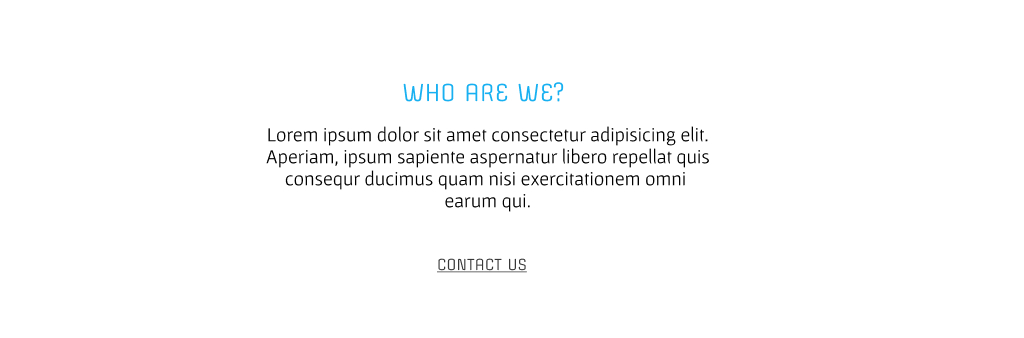 WHO ARE WE?
Lorem ipsum dolor sit amet consectetur adipisicing elit.
Aperiam, ipsum sapiente aspernatur libero repellat quis
consequr ducimus quam nisi exercitationem omni
earum qui.
CONTACT US